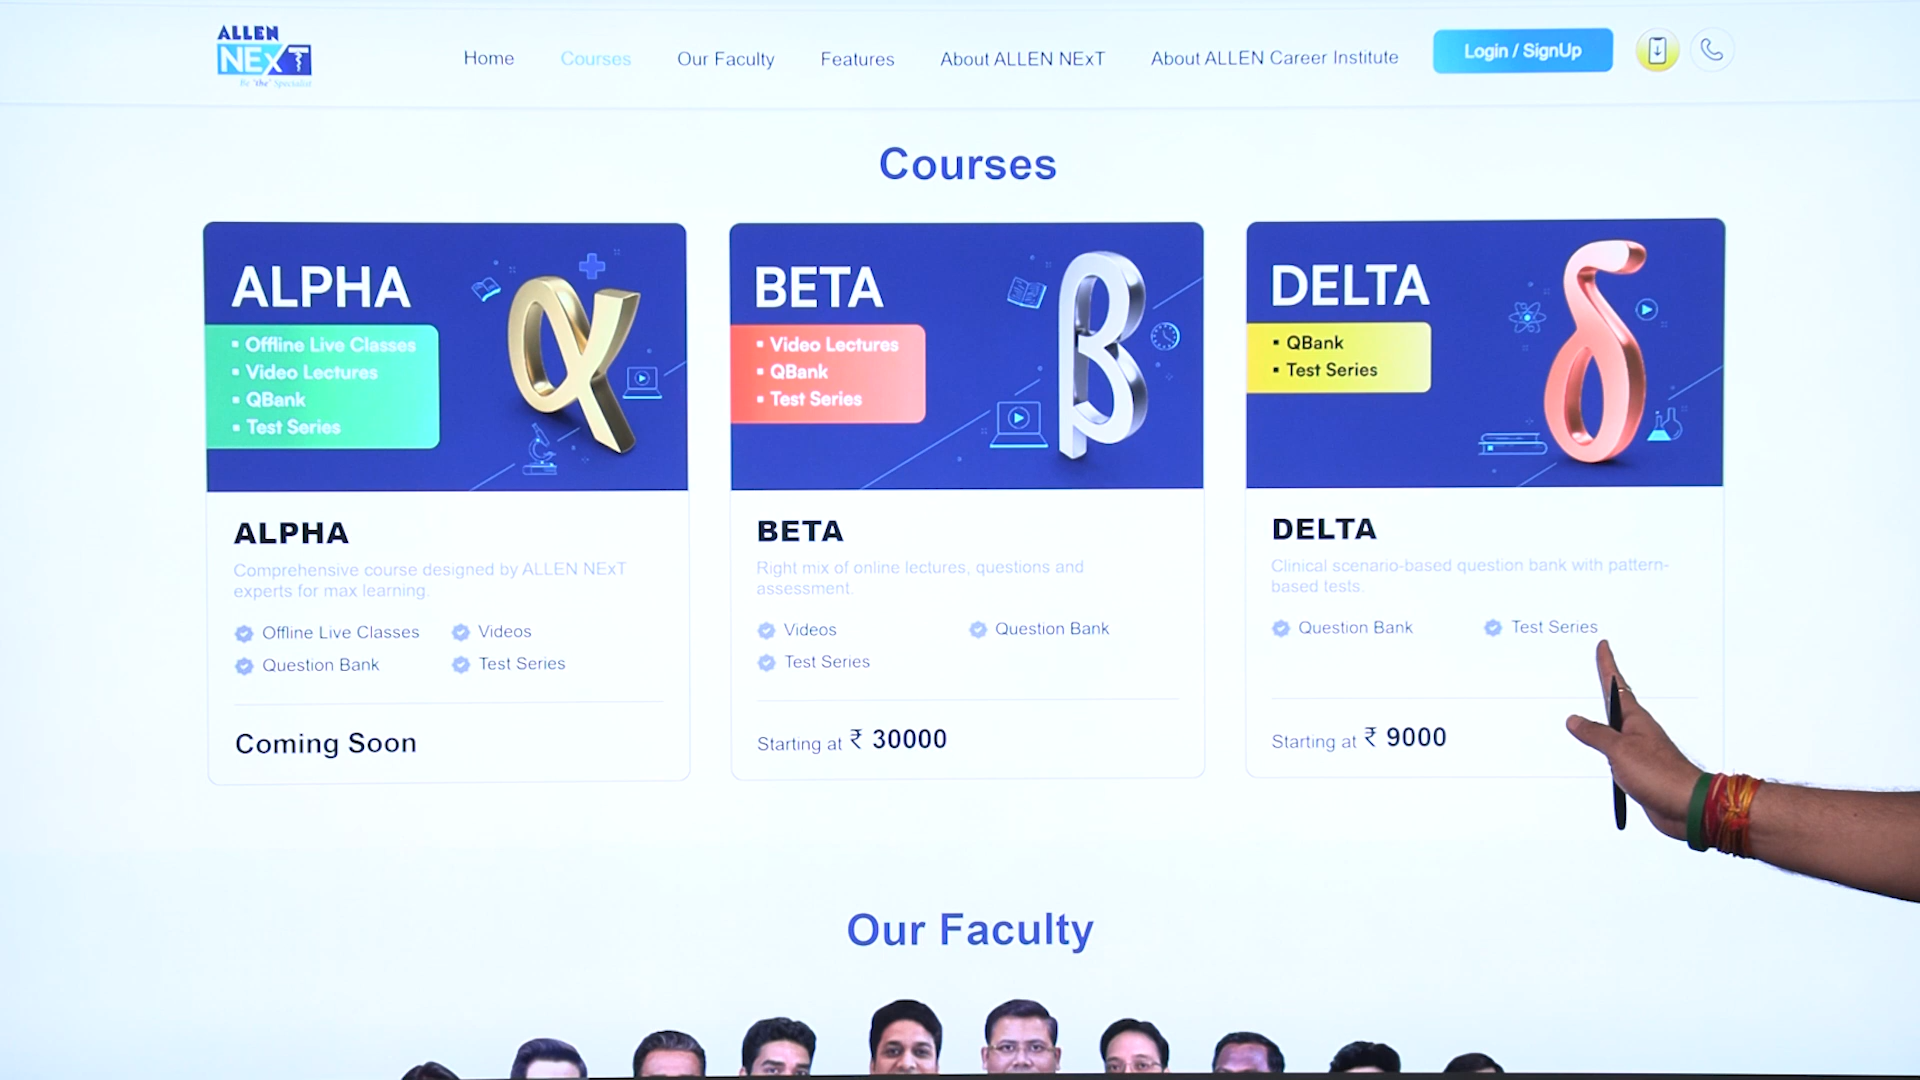 ALLEN
NExT
Be "the" Specialist
Home
Courses
Our Faculty
Features
About ALLEN NExT
About ALLEN Career Institute
Login / SignUp
Courses
ALPHA
▪ Offline Live Classes
▪ Video Lectures
▪ QBank
▪ Test Series
α
ALPHA
Comprehensive course designed by ALLEN NExT
experts for max learning.
Offline Live Classes
Videos
Question Bank
Test Series
Coming Soon
BETA
▪ Video Lectures
▪ QBank
▪ Test Series
β
BETA
Right mix of online lectures, questions and
assessment.
Videos
Question Bank
Test Series
Starting at ₹ 30000
DELTA
▪ QBank
▪ Test Series
δ
DELTA
Clinical scenario-based question bank with pattern-
based tests.
Question Bank
Test Series
Starting at ₹ 9000
Our Faculty